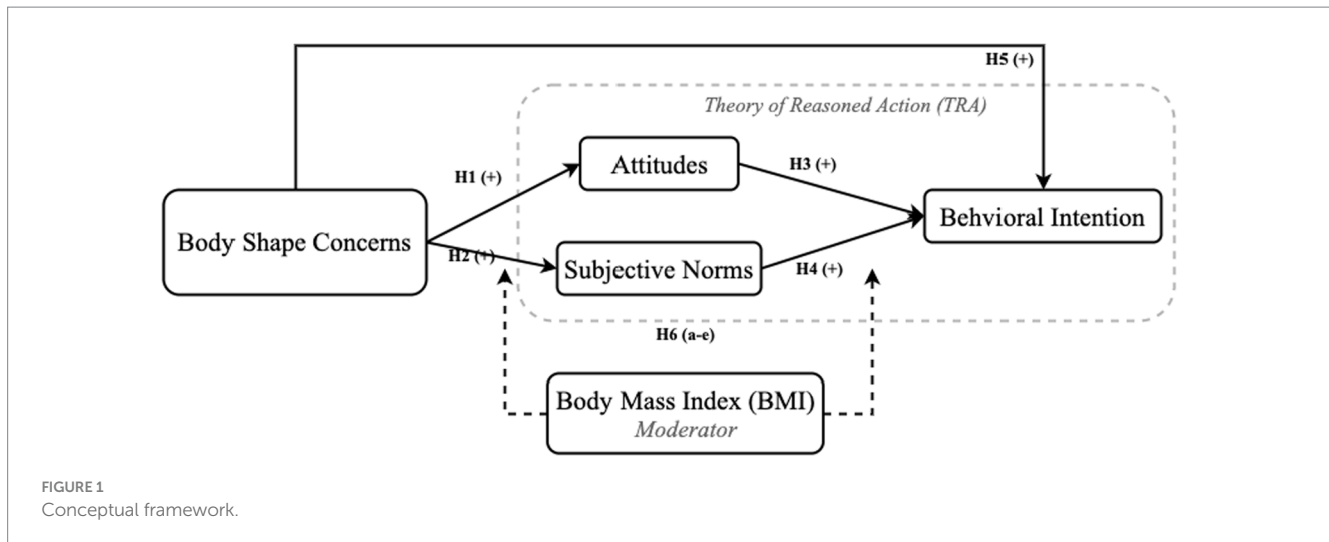 H5 (+)
Theory of Reasoned Action (TRA)
H1 (+)
Attitudes
H3 (+)
Body Shape Concerns
Behvioral Intention
H2 (+)
Subjective Norms
H4 (+)
H6 (a-e)
Body Mass Index (BMI)
Moderator
FIGURE 1
Conceptual framework.